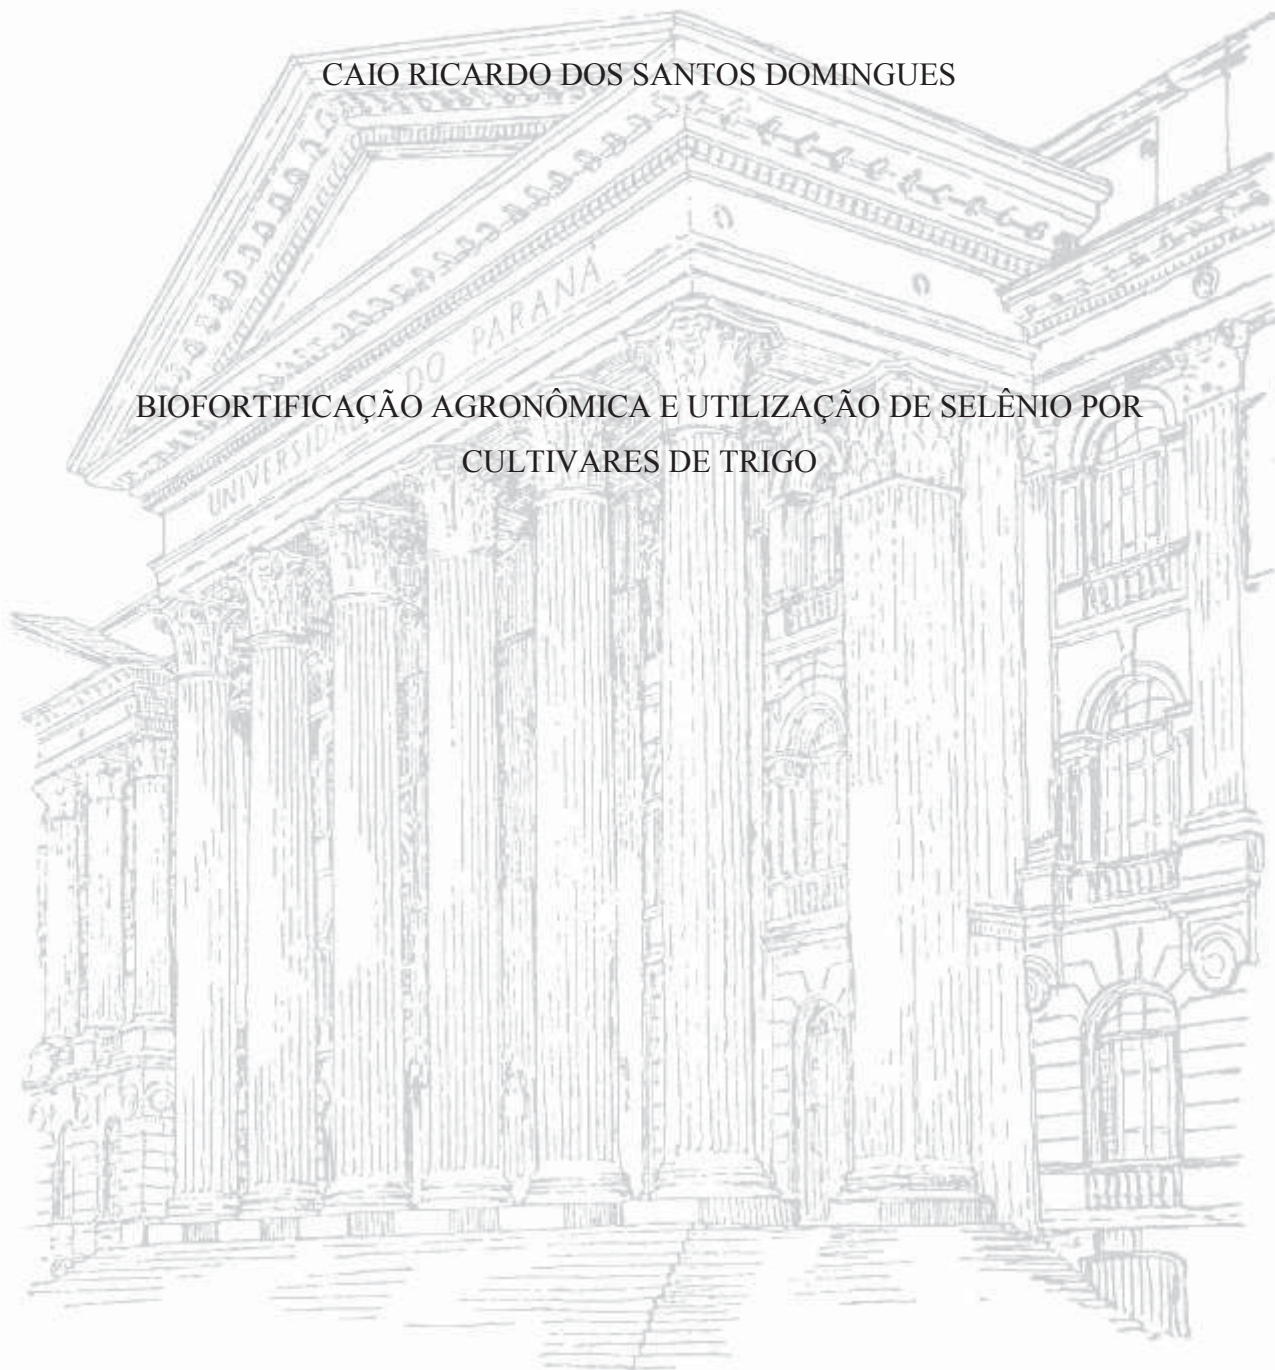 CAIO RICARDO DOS SANTOS DOMINGUES
BIOFORTIFICAÇÃO AGRONÔMICA E UTILIZAÇÃO DE SELÊNIO POR
CULTIVARES DE TRIGO
UNIVERSIDADE DO PARANÁ